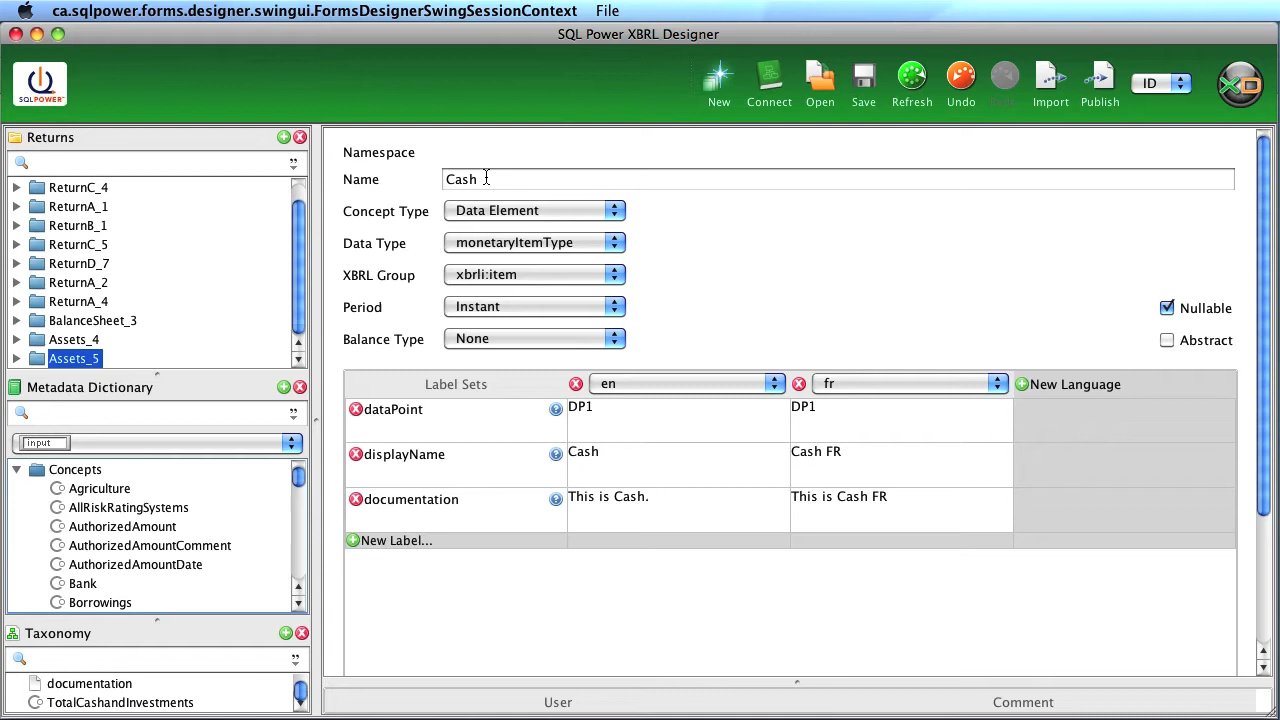 ca.sqlpower.forms.designer.swingui.FormsDesignerSwingSessionContext File
SQL Power XBRL Designer
SQLPOWER
New Connect Open Save Refresh Undo Import Publish ID
Returns
ReturnC_4
ReturnA_1
ReturnB_1
ReturnC_5
ReturnD_7
ReturnA_2
ReturnA_4
BalanceSheet_3
Assets_4
Assets_5
Metadata Dictionary
input
Concepts
Agriculture
AllRiskRatingSystems
AuthorizedAmount
AuthorizedAmountComment
AuthorizedAmountDate
Bank
Borrowings
Taxonomy
documentation
TotalCashandInvestments
Namespace
Name Cash
Concept Type Data Element
Data Type monetaryItemType
XBRL Group xbrli:item
Period Instant Nullable
Balance Type None Abstract
Label Sets en fr New Language
dataPoint DP1 DP1
displayName Cash Cash FR
documentation This is Cash. This is Cash FR
New Label...
User Comment